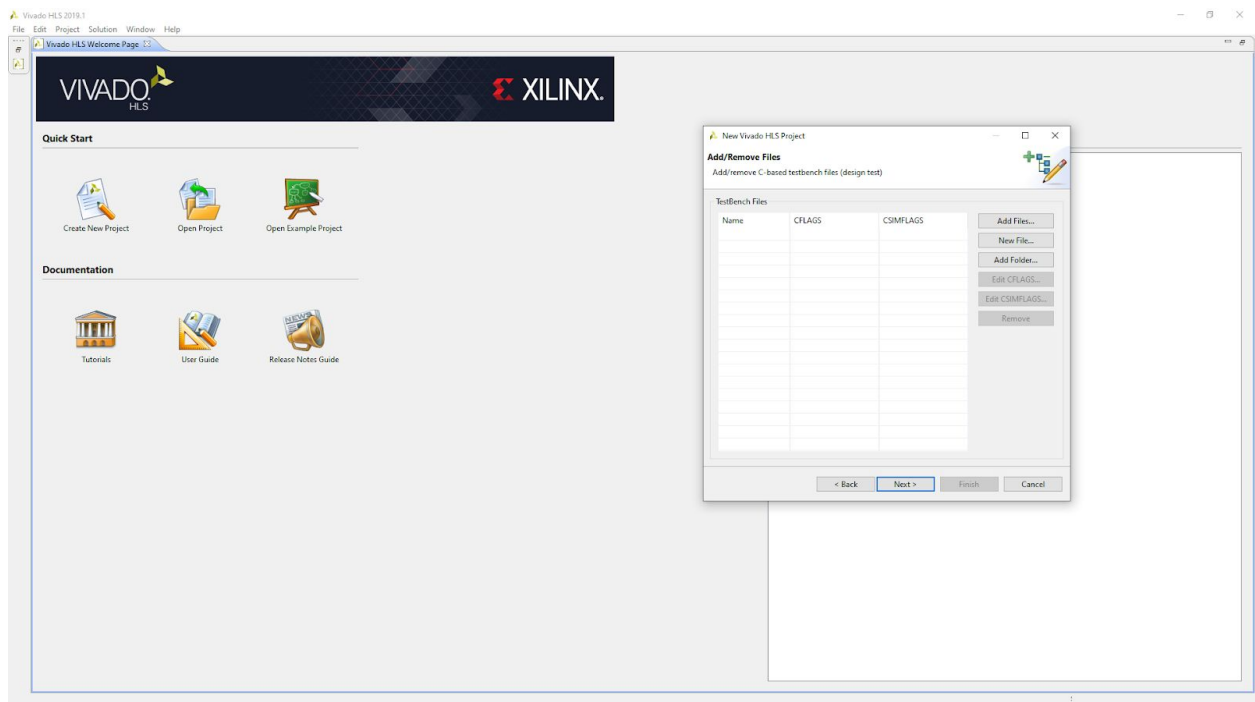 Vivado HLS 2019.1
File Edit Project Solution Window Help
Vivado HLS Welcome Page
VIVADO.
HLS
XILINX.
Quick Start
Create New Project
Open Project
Open Example Project
Documentation
NEWS
Tutorials
User Guide
Release Notes Guide
New Vivado HLS Project
Add/Remove Files
Add/remove C-based testbench files (design test)
TestBench Files
Name CFLAGS CSIMFLAGS
Add Files...
New File...
Add Folder...
Edit CFLAGS...
Edit CSIMFLAGS...
Remove
< Back Next > Finish Cancel